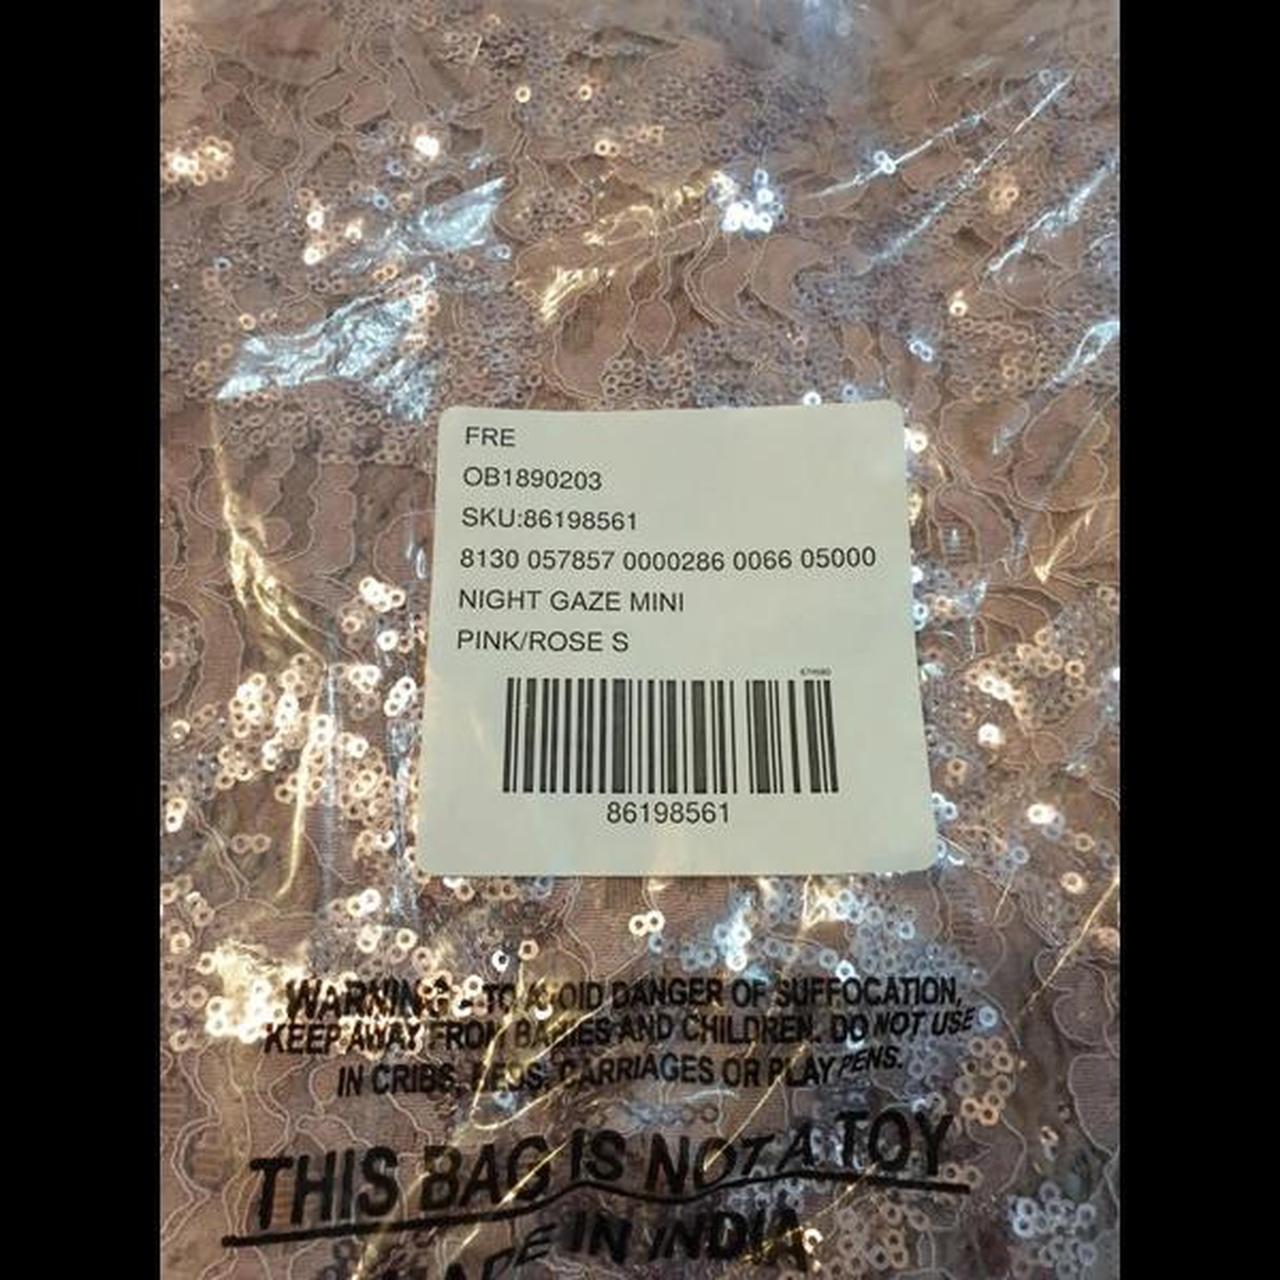 FRE
OB1890203
SKU:86198561
8130 057857 0000286 0066 05000
NIGHT GAZE MINI
PINK/ROSE S
86198561
WARNING - TO AVOID DANGER OF SUFFOCATION,
KEEP AWAY FROM BABIES AND CHILDREN. DO NOT USE
IN CRIBS, BEDS, CARRIAGES OR PLAY PENS.
THIS BAG IS NOT A TOY
MADE IN INDIA